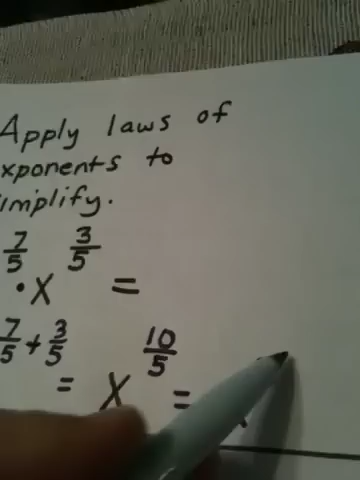 Apply laws of
xponents to
implify.
7/5 3/5
• X =
7/5 + 3/5 10/5
= X =